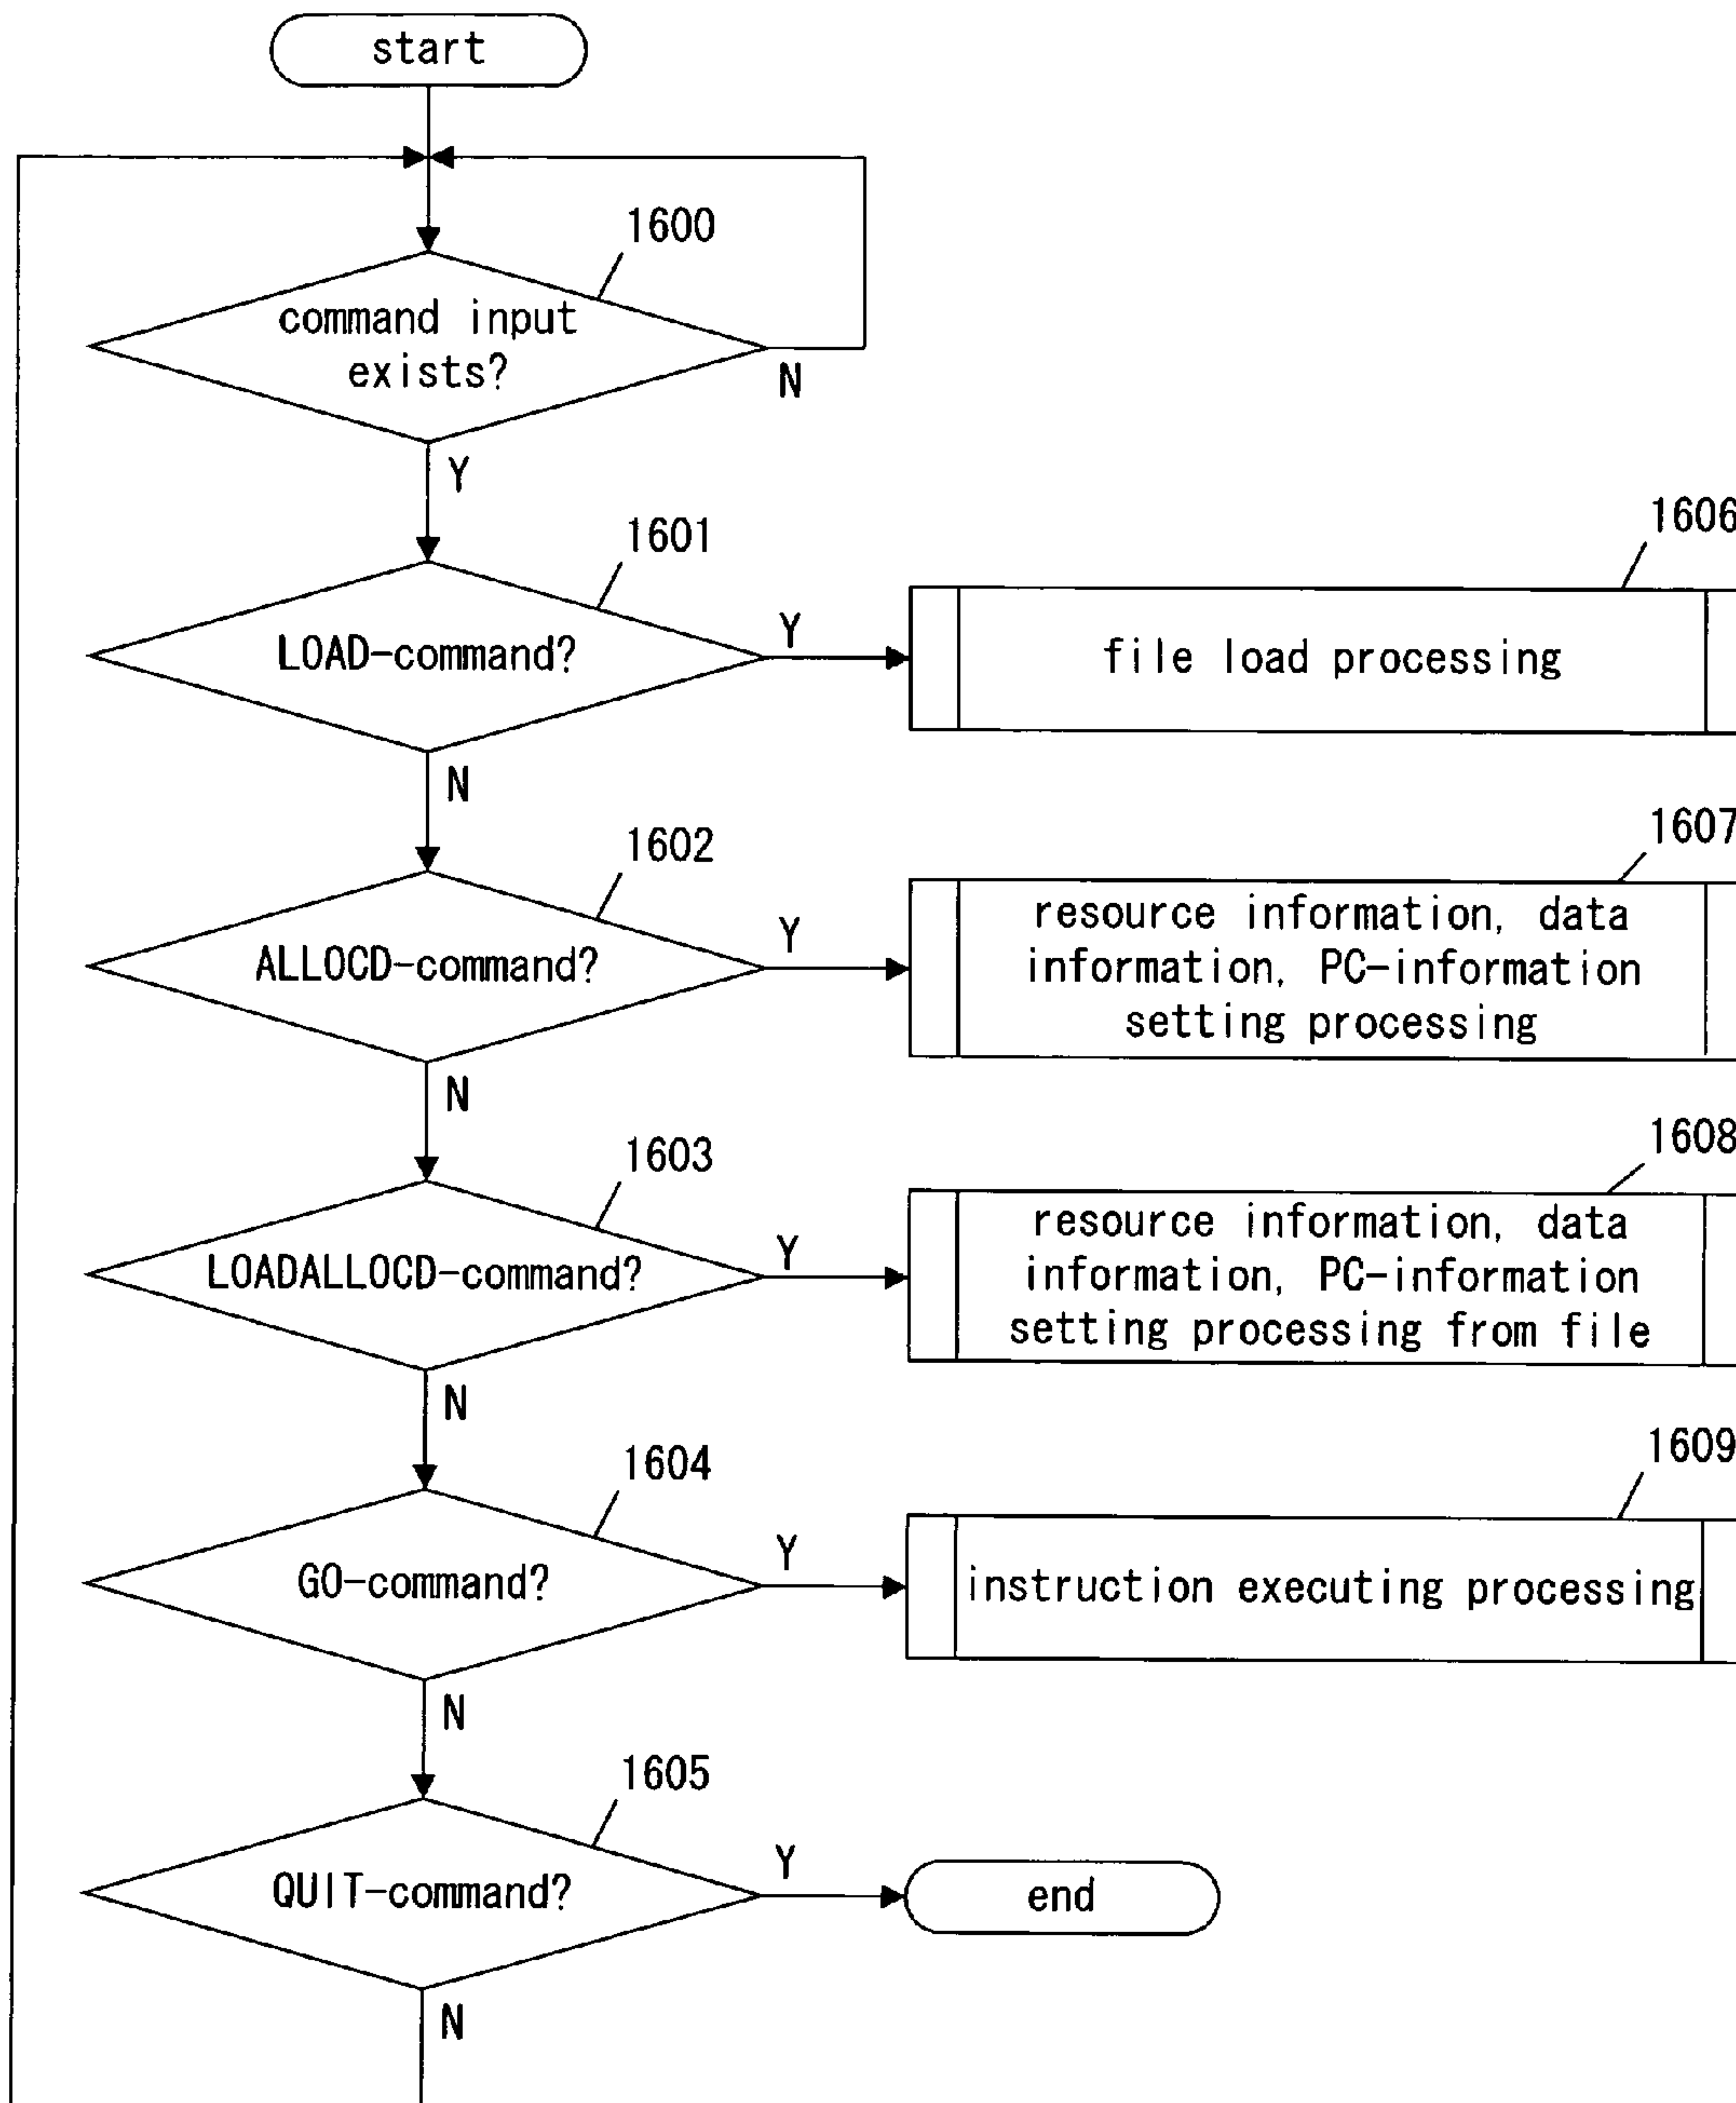 start
1600
command input
exists?
N
Y
1601
1606
LOAD-command?
Y
file load processing
N
1602
1607
ALLOCD-command?
Y
resource information, data
information, PC-information
setting processing
N
1603
1608
LOADALLOCD-command?
Y
resource information, data
information, PC-information
setting processing from file
N
1604
1609
GO-command?
Y
instruction executing processing
N
1605
QUIT-command?
Y
end
N